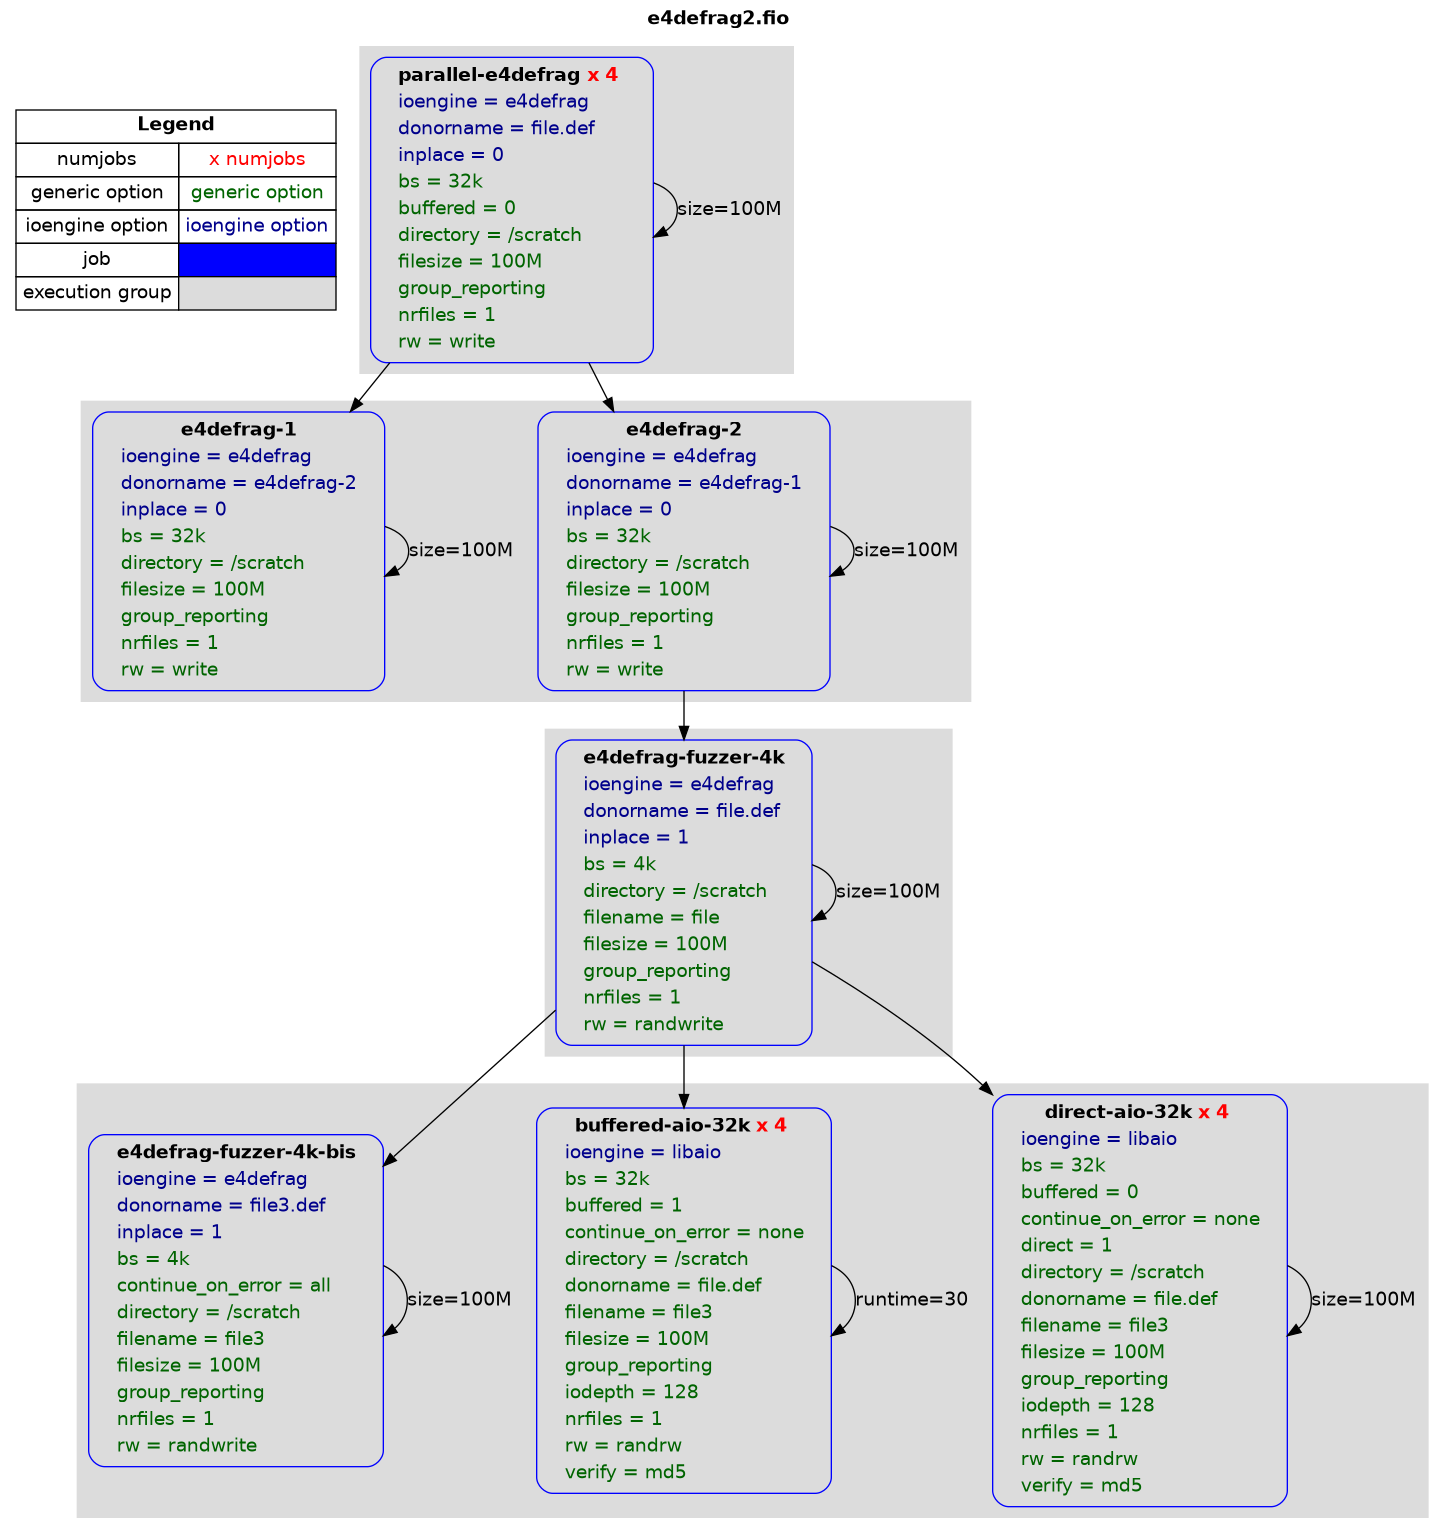 e4defrag2.fio
Legend
numjobs x numjobs
generic option generic option
ioengine option ioengine option
job
execution group
parallel-e4defrag x 4
ioengine = e4defrag
donorname = file.def
inplace = 0
bs = 32k
buffered = 0
directory = /scratch
filesize = 100M
group_reporting
nrfiles = 1
rw = write
size=100M
e4defrag-1
ioengine = e4defrag
donorname = e4defrag-2
inplace = 0
bs = 32k
directory = /scratch
filesize = 100M
group_reporting
nrfiles = 1
rw = write
size=100M
e4defrag-2
ioengine = e4defrag
donorname = e4defrag-1
inplace = 0
bs = 32k
directory = /scratch
filesize = 100M
group_reporting
nrfiles = 1
rw = write
size=100M
e4defrag-fuzzer-4k
ioengine = e4defrag
donorname = file.def
inplace = 1
bs = 4k
directory = /scratch
filename = file
filesize = 100M
group_reporting
nrfiles = 1
rw = randwrite
size=100M
e4defrag-fuzzer-4k-bis
ioengine = e4defrag
donorname = file3.def
inplace = 1
bs = 4k
continue_on_error = all
directory = /scratch
filename = file3
filesize = 100M
group_reporting
nrfiles = 1
rw = randwrite
size=100M
buffered-aio-32k x 4
ioengine = libaio
bs = 32k
buffered = 1
continue_on_error = none
directory = /scratch
donorname = file.def
filename = file3
filesize = 100M
group_reporting
iodepth = 128
nrfiles = 1
rw = randrw
verify = md5
runtime=30
direct-aio-32k x 4
ioengine = libaio
bs = 32k
buffered = 0
continue_on_error = none
direct = 1
directory = /scratch
donorname = file.def
filename = file3
filesize = 100M
group_reporting
iodepth = 128
nrfiles = 1
rw = randrw
verify = md5
size=100M